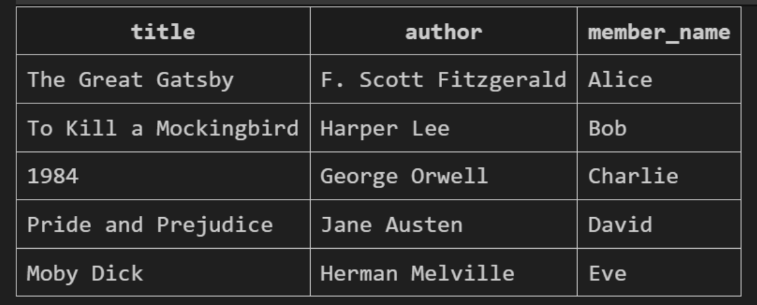 title author member_name
The Great Gatsby F. Scott Fitzgerald Alice
To Kill a Mockingbird Harper Lee Bob
1984 George Orwell Charlie
Pride and Prejudice Jane Austen David
Moby Dick Herman Melville Eve